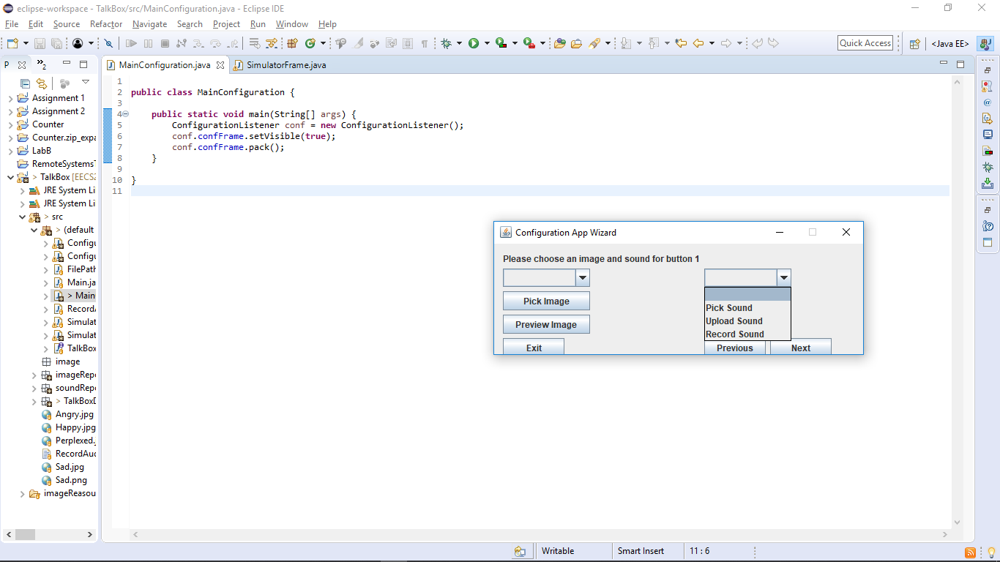 eclipse-workspace - TalkBox/src/MainConfiguration.java - Eclipse IDE
File Edit Source Refactor Navigate Search Project Run Window Help
Quick Access
<Java EE>
P
2
MainConfiguration.java
SimulatorFrame.java
Assignment 1
Assignment 2
Counter
Counter.zip_expa
LabB
RemoteSystemsT
> TalkBox [EECS2
JRE System Li
JRE System Li
> src
> (default
Configu
Configu
FilePath
Main.ja
> Main
RecordA
Simulat
Simulat
TalkBox
image
imageRepo
soundRepo
> TalkBoxD
Angry.jpg
Happy.jpg
Perplexed.
RecordAud
Sad.jpg
Sad.png
imageReasou
1
2 public class MainConfiguration {
3
4 public static void main(String[] args) {
5 ConfigurationListener conf = new ConfigurationListener();
6 conf.confFrame.setVisible(true);
7 conf.confFrame.pack();
8 }
9
10 }
11
Configuration App Wizard
Please choose an image and sound for button 1
Pick Image
Preview Image
Exit
Pick Sound
Upload Sound
Record Sound
Previous
Next
Writable
Smart Insert
11 : 6